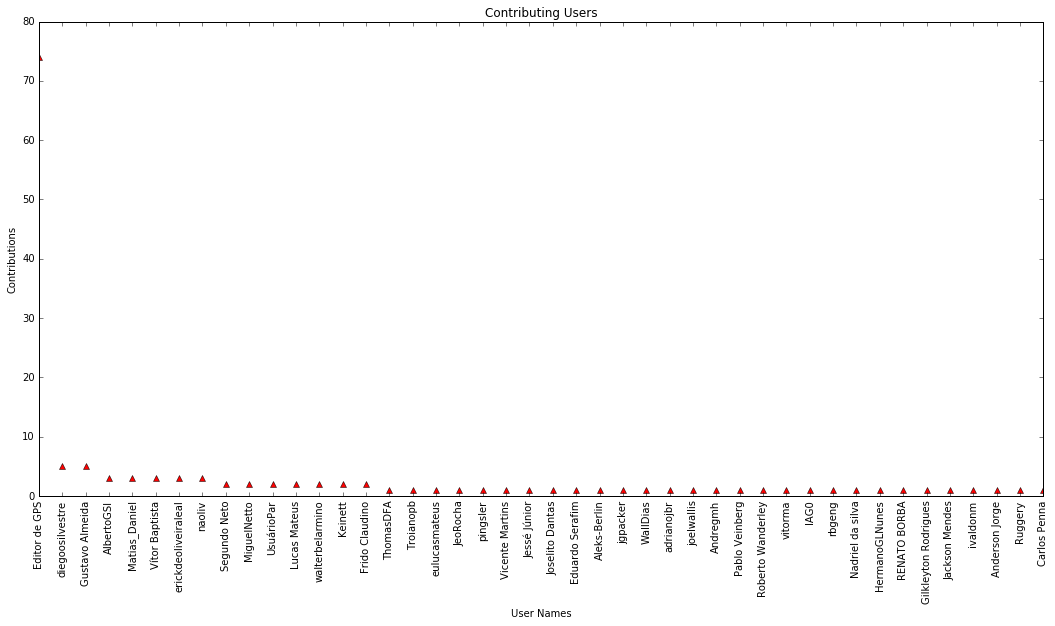 Contributing Users
80
70
60
50
40
30
20
10
0
Contributions
Editor de GPS
diegoosilvestre
Gustavo Almeida
AlbertoGSI
Matias_Daniel
Vítor Baptista
erickdeoliveiraleal
naoliv
Segundo Neto
MiguelNetto
UsuárioPar
Lucas Mateus
walterbelarmino
Keinett
Frido Claudino
ThomasDFA
Troianopb
eulucasmateus
JeoRocha
pingsler
Vicente Martins
Jessé Júnior
Joselito Dantas
Eduardo Serafim
Aleks-Berlin
jgpacker
WallDias
adrianojbr
joelwallis
Andregmh
Pablo Veinberg
Roberto Wanderley
vitorma
IAG0
rbgeng
Nadriel da silva
HermanoGLNunes
RENATO BORBA
Gilkleyton Rodrigues
Jackson Mendes
ivaldonm
Anderson Jorge
Ruggery
Carlos Penna
User Names